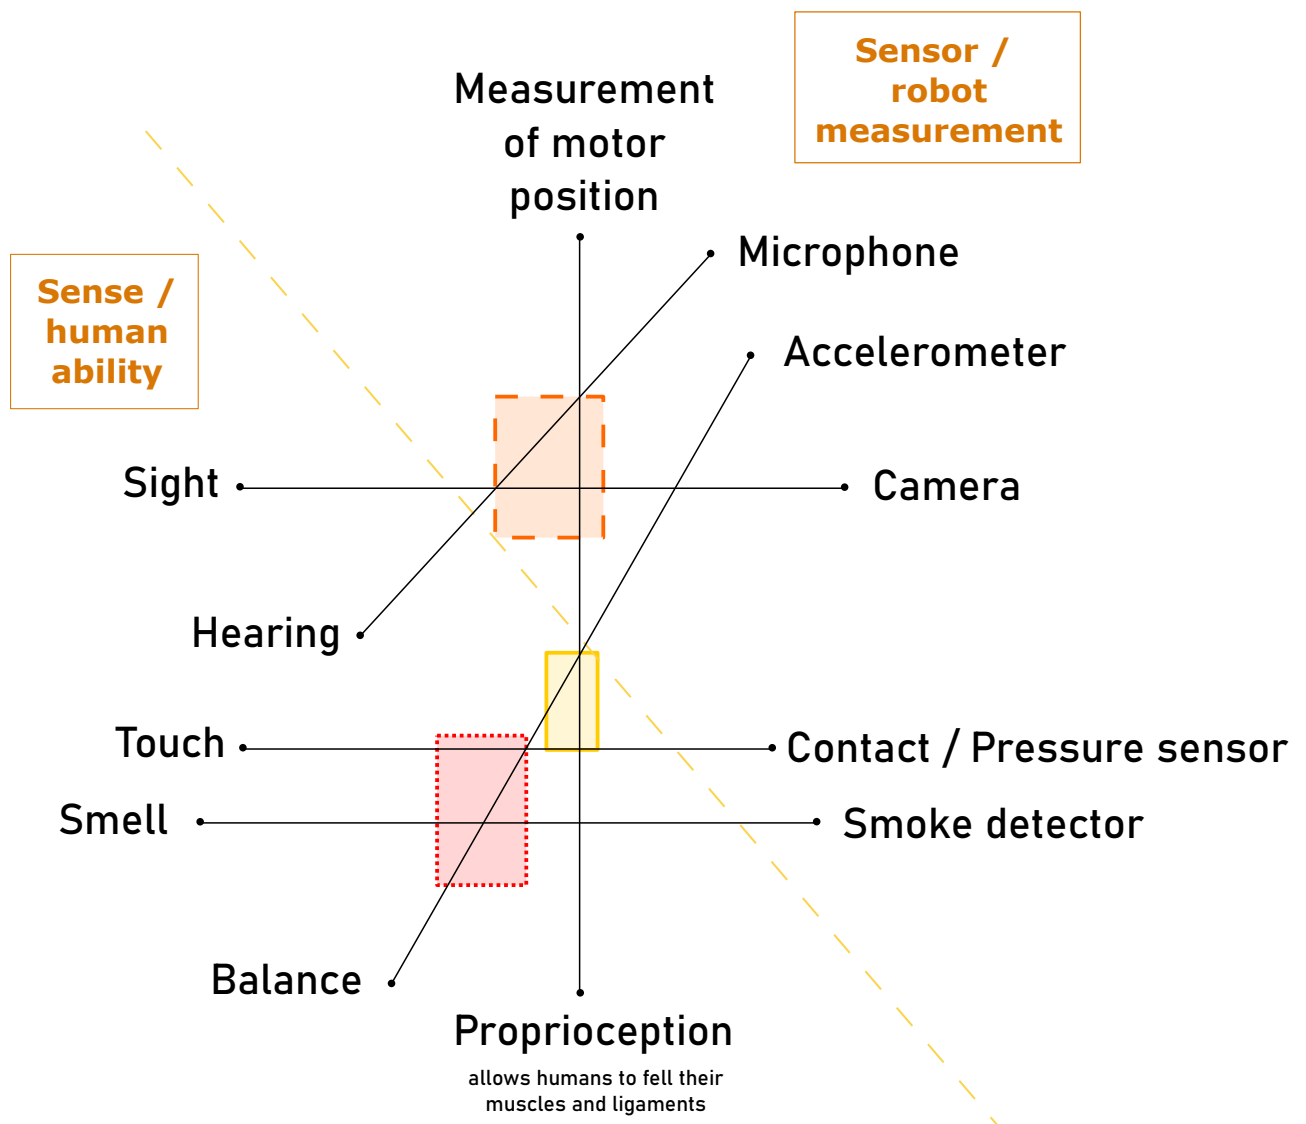 Sensor /
robot
measurement
Measurement
of motor
position
Microphone
Sense /
human
ability
Accelerometer
Sight
Camera
Hearing
Touch
Contact / Pressure sensor
Smell
Smoke detector
Balance
Proprioception
allows humans to fell their
muscles and ligaments